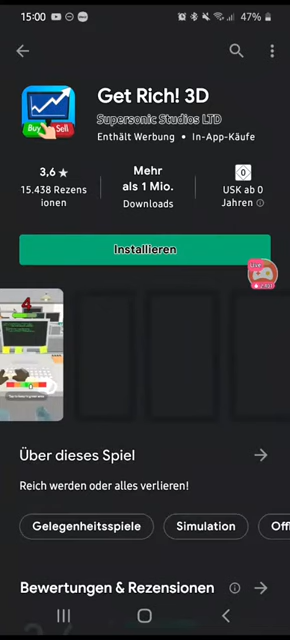 15:00
47%
Get Rich! 3D
Buy Sell
Supersonic Studios LTD
Enthält Werbung • In-App-Käufe
3,6 ★
15.438 Rezens
ionen
Mehr
als 1 Mio.
Downloads
0
USK ab 0
Jahren
Installieren
Live
4
Über dieses Spiel
Reich werden oder alles verlieren!
Gelegenheitsspiele
Simulation
Off
Bewertungen & Rezensionen